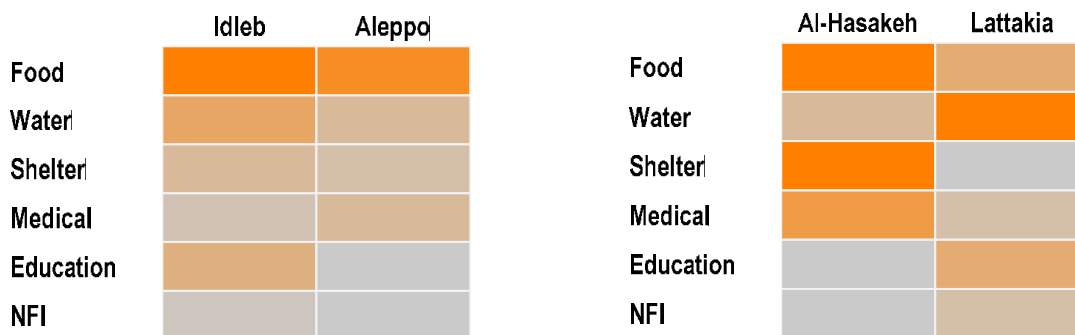 Idleb Aleppo
Food
Water
Shelter
Medical
Education
NFI
Al-Hasakeh Lattakia
Food
Water
Shelter
Medical
Education
NFI